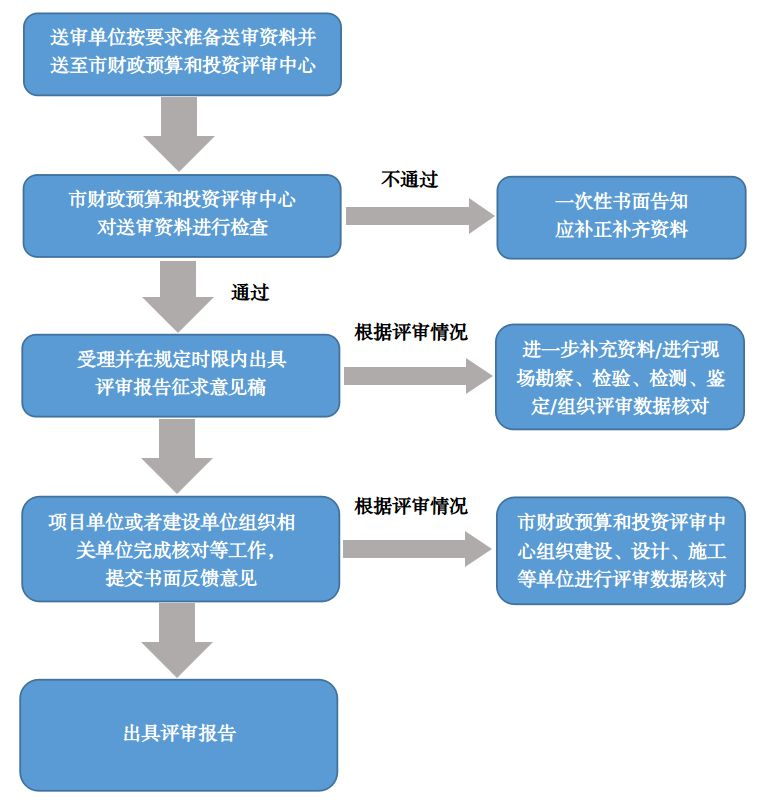 送审单位按要求准备送审资料并
送至市财政预算和投资评审中心
市财政预算和投资评审中心
对送审资料进行检查
不通过
一次性书面告知
应补正补齐资料
通过
受理并在规定时限内出具
评审报告征求意见稿
根据评审情况
进一步补充资料/进行现
场勘察、检验、检测、鉴
定/组织评审数据核对
项目单位或者建设单位组织相
关单位完成核对等工作，
提交书面反馈意见
根据评审情况
市财政预算和投资评审中
心组织建设、设计、施工
等单位进行评审数据核对
出具评审报告